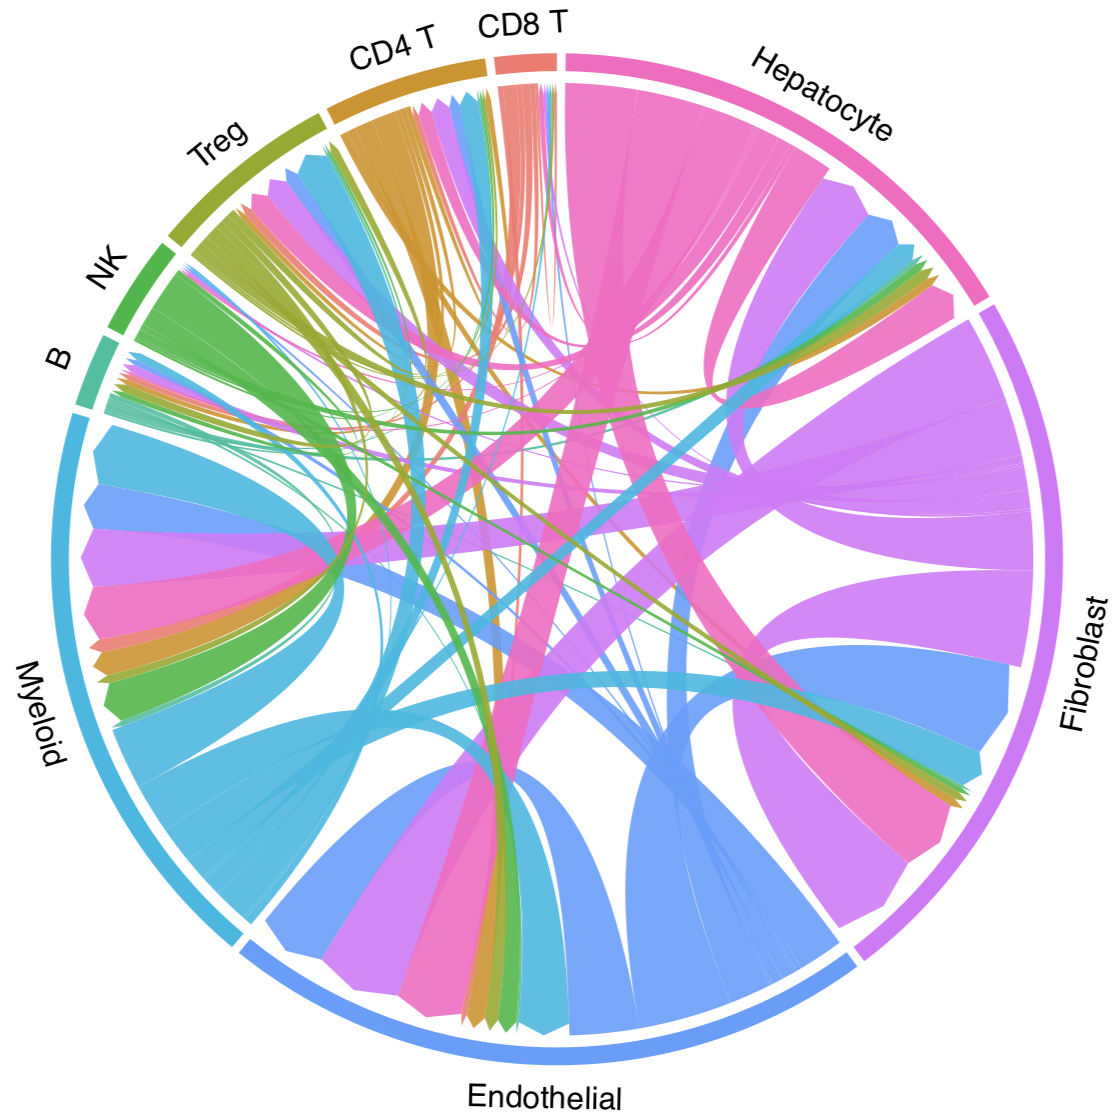 CD8 T
Hepatocyte
Fibroblast
Endothelial
Myeloid
B
NK
Treg
CD4 T